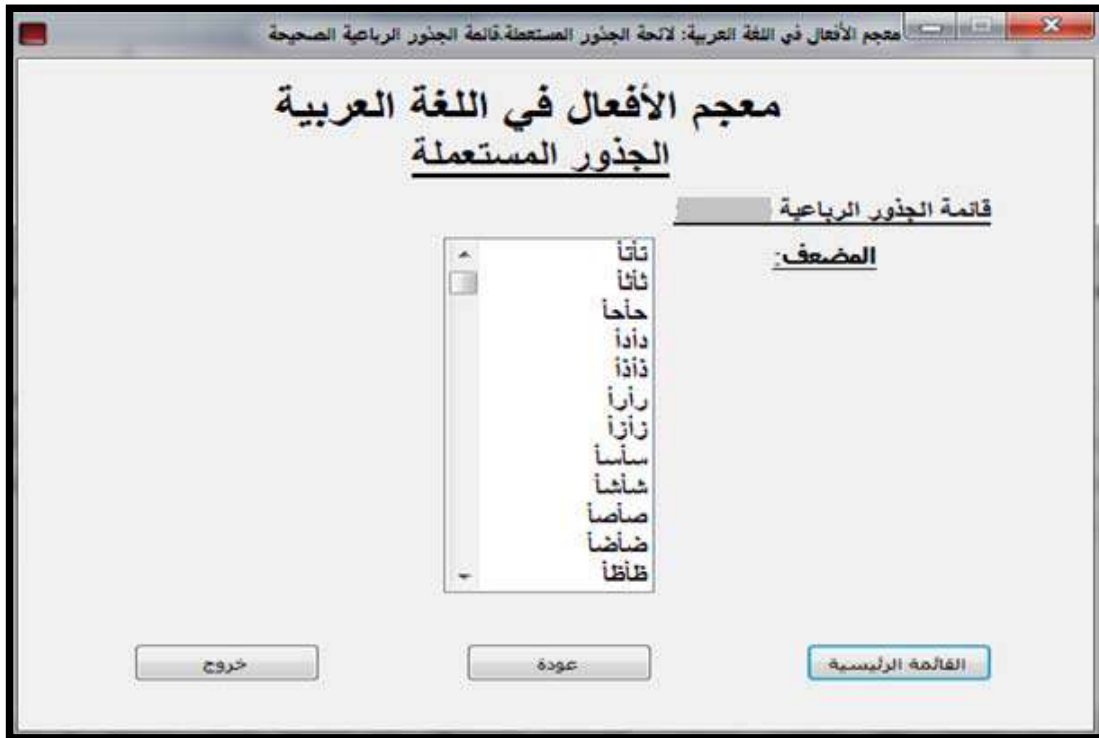 معجم الأفعال في اللغة العربية: لائحة الجذور المستعملة.قائمة الجذور الرباعية الصحيحة
معجم الأفعال في اللغة العربية
الجذور المستعملة
قائمة الجذور الرباعية
المضعف:
تأتأ
ثأثأ
حأحأ
دأدأ
ذأذأ
رأرأ
زأزأ
سأسأ
شأشأ
صأصأ
ضأضأ
ظأظأ
القائمة الرئيسية
عودة
خروج